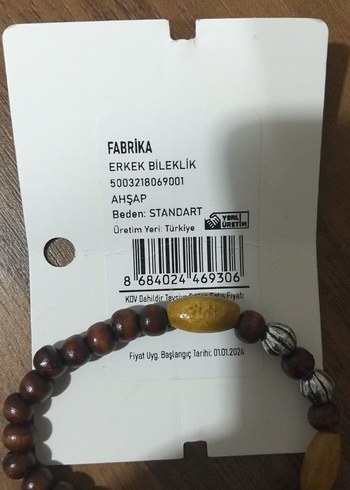 FABRİKA
ERKEK BİLEKLİK
5003218069001
AHŞAP
Beden: STANDART
YERLİ
ÜRETİM
Üretim Yeri: Türkiye
8 684024 469306
KDV Dahildir Fiyatı
Fiyat Uyg. Başlangıç Tarihi: 01.01.2024